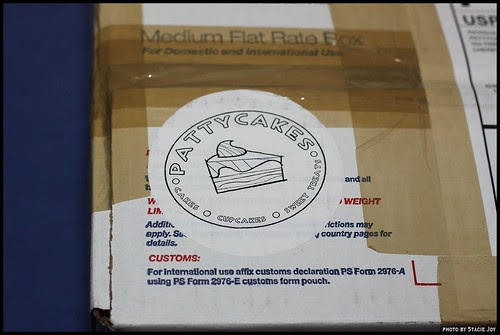 Medium Flat Rate Box
For Domestic and International Use
PATTYCAKES
CAKES • CUPCAKES • SWEET TREATS
and all
WEIGHT
LIM
Additi
ictions may
apply. S
country pages for
details.
CUSTOMS:
For international use affix customs declaration PS Form 2976-A
using PS Form 2976-E customs form pouch.
PHOTO BY STACIE JOY